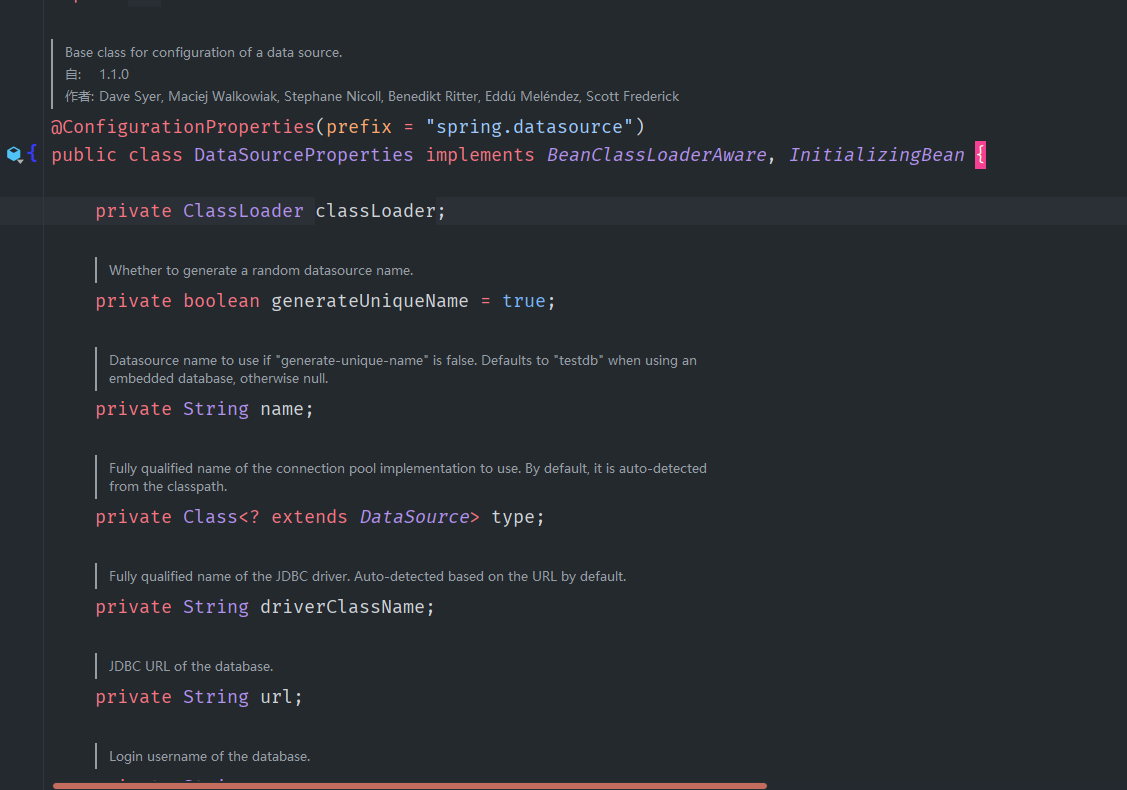 Base class for configuration of a data source.
自: 1.1.0
作者: Dave Syer, Maciej Walkowiak, Stephane Nicoll, Benedikt Ritter, Eddú Meléndez, Scott Frederick
@ConfigurationProperties(prefix = "spring.datasource")
public class DataSourceProperties implements BeanClassLoaderAware, InitializingBean {
private ClassLoader classLoader;
Whether to generate a random datasource name.
private boolean generateUniqueName = true;
Datasource name to use if "generate-unique-name" is false. Defaults to "testdb" when using an
embedded database, otherwise null.
private String name;
Fully qualified name of the connection pool implementation to use. By default, it is auto-detected
from the classpath.
private Class<? extends DataSource> type;
Fully qualified name of the JDBC driver. Auto-detected based on the URL by default.
private String driverClassName;
JDBC URL of the database.
private String url;
Login username of the database.